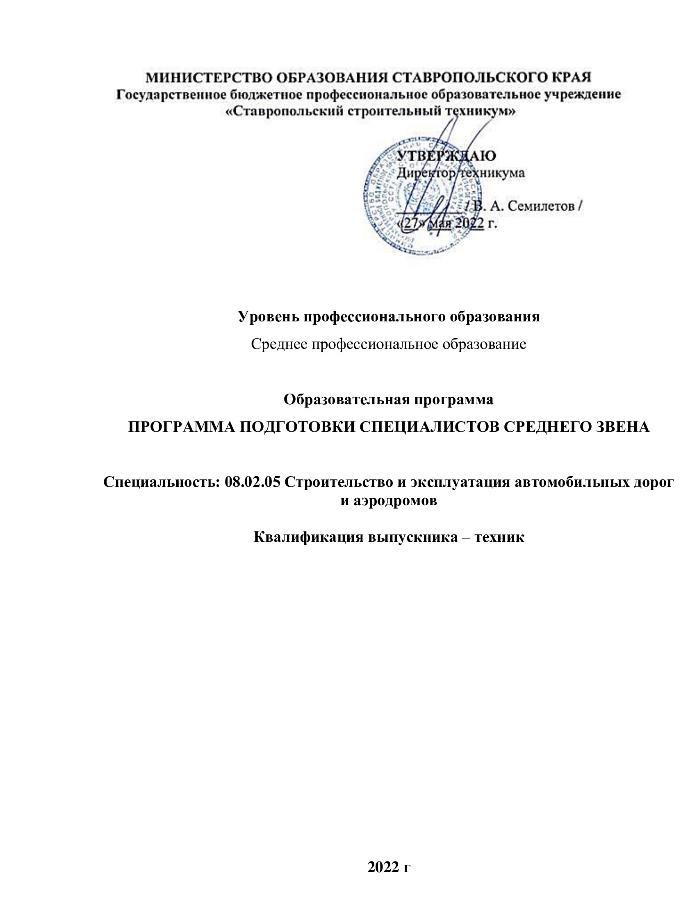 МИНИСТЕРСТВО ОБРАЗОВАНИЯ СТАВРОПОЛЬСКОГО КРАЯ
Государственное бюджетное профессиональное образовательное учреждение
«Ставропольский строительный техникум»
УТВЕРЖДАЮ
Директор техникума
/ В. А. Семилетов /
«27» мая 2022 г.
Уровень профессионального образования
Среднее профессиональное образование
Образовательная программа
ПРОГРАММА ПОДГОТОВКИ СПЕЦИАЛИСТОВ СРЕДНЕГО ЗВЕНА
Специальность: 08.02.05 Строительство и эксплуатация автомобильных дорог
и аэродромов
Квалификация выпускника – техник
2022 г